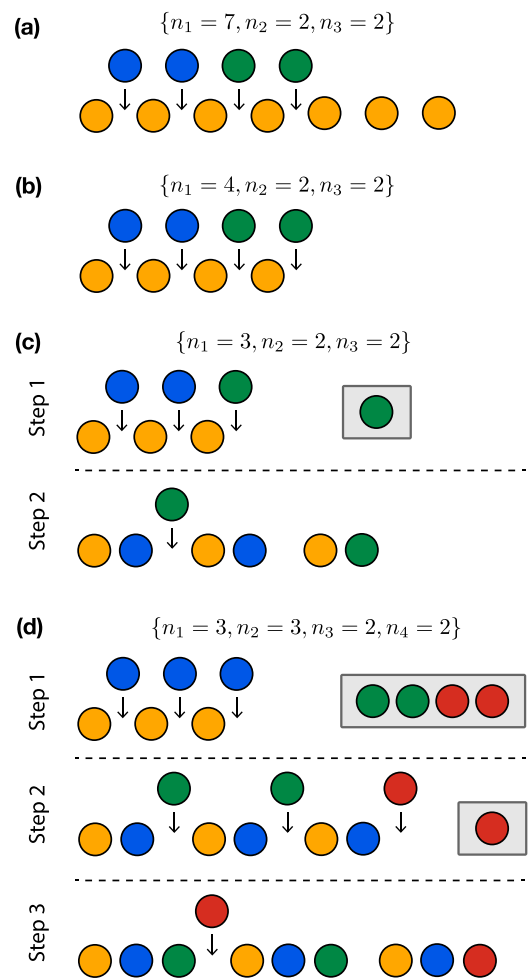 (a)
{n₁ = 7, n₂ = 2, n₃ = 2}
(b)
{n₁ = 4, n₂ = 2, n₃ = 2}
(c)
{n₁ = 3, n₂ = 2, n₃ = 2}
Step 1
Step 2
(d)
{n₁ = 3, n₂ = 3, n₃ = 2, n₄ = 2}
Step 1
Step 2
Step 3